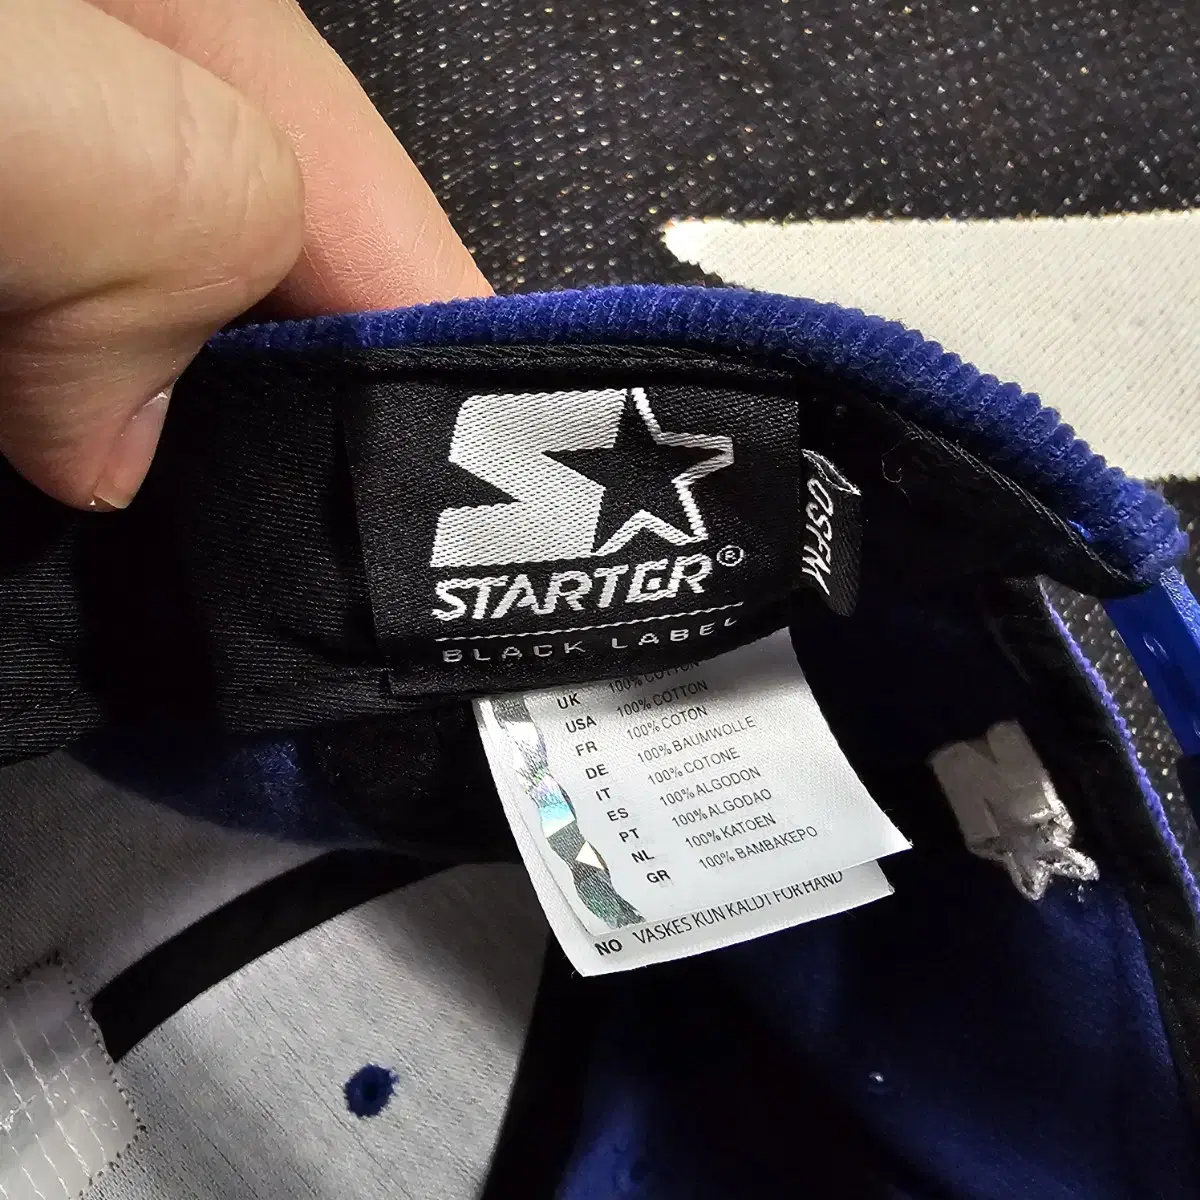 STARTER®
BLACK LABEL
OSFM
UK 100% COTTON
USA 100% COTTON
FR 100% COTON
DE 100% BAUMWOLLE
IT 100% COTONE
ES 100% ALGODON
PT 100% ALGODAO
NL 100% KATOEN
GR 100% BAMBAKEPO
NO VASKES KUN KALDT FOR HAND